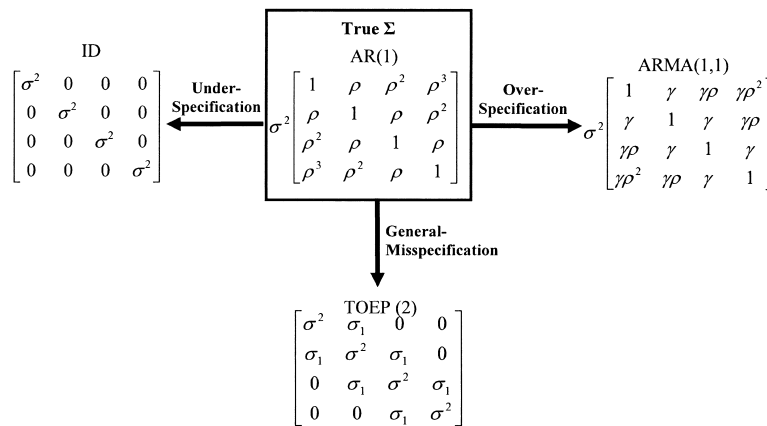 True Σ
AR(1)
σ² [1 ρ ρ² ρ³
ρ 1 ρ ρ²
ρ² ρ 1 ρ
ρ³ ρ² ρ 1]
ID
[σ² 0 0 0
0 σ² 0 0
0 0 σ² 0
0 0 0 σ²]
Under-
Specification
Over-
Specification
ARMA(1,1)
σ² [1 γ γρ γρ²
γ 1 γ γρ
γρ γ 1 γ
γρ² γρ γ 1]
General-
Misspecification
TOEP (2)
[σ² σ₁ 0 0
σ₁ σ² σ₁ 0
0 σ₁ σ² σ₁
0 0 σ₁ σ²]